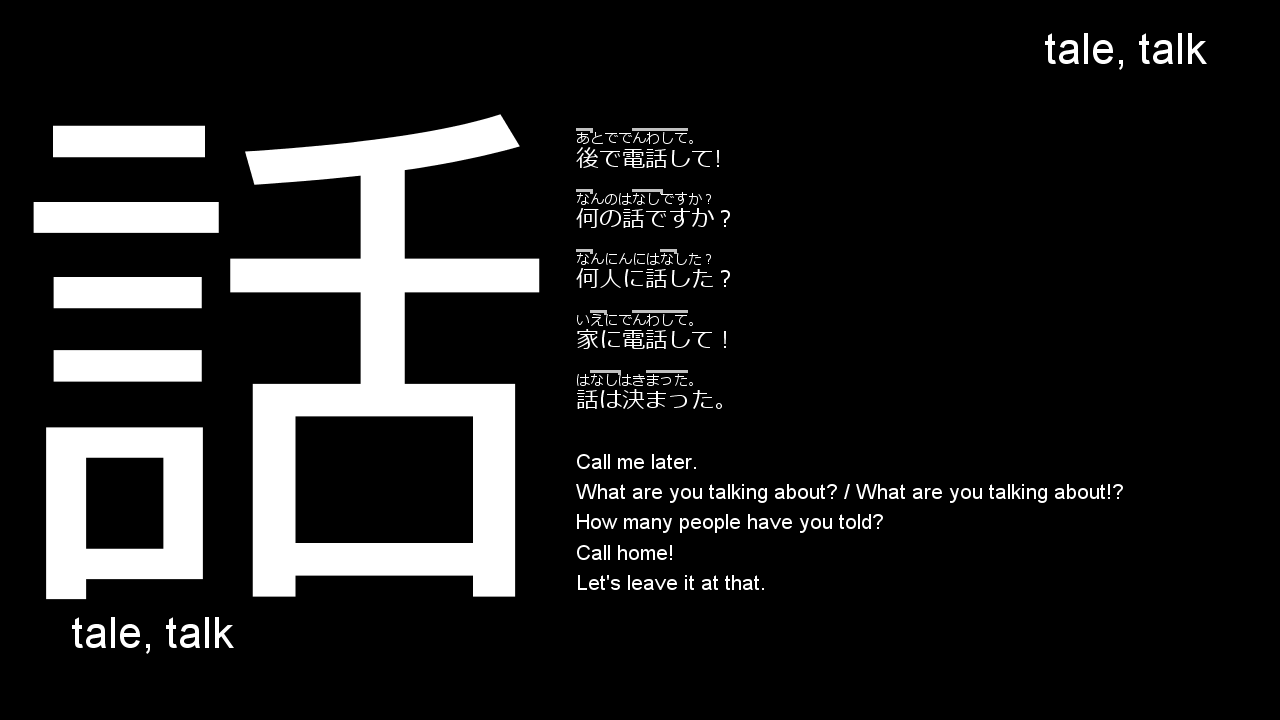 tale, talk
話
あとででんわして。
後で電話して!
なんのはなしですか？
何の話ですか？
なんにんにはなした？
何人に話した？
いえにでんわして。
家に電話して！
はなしはきまった。
話は決まった。
Call me later.
What are you talking about? / What are you talking about!?
How many people have you told?
Call home!
Let's leave it at that.
tale, talk